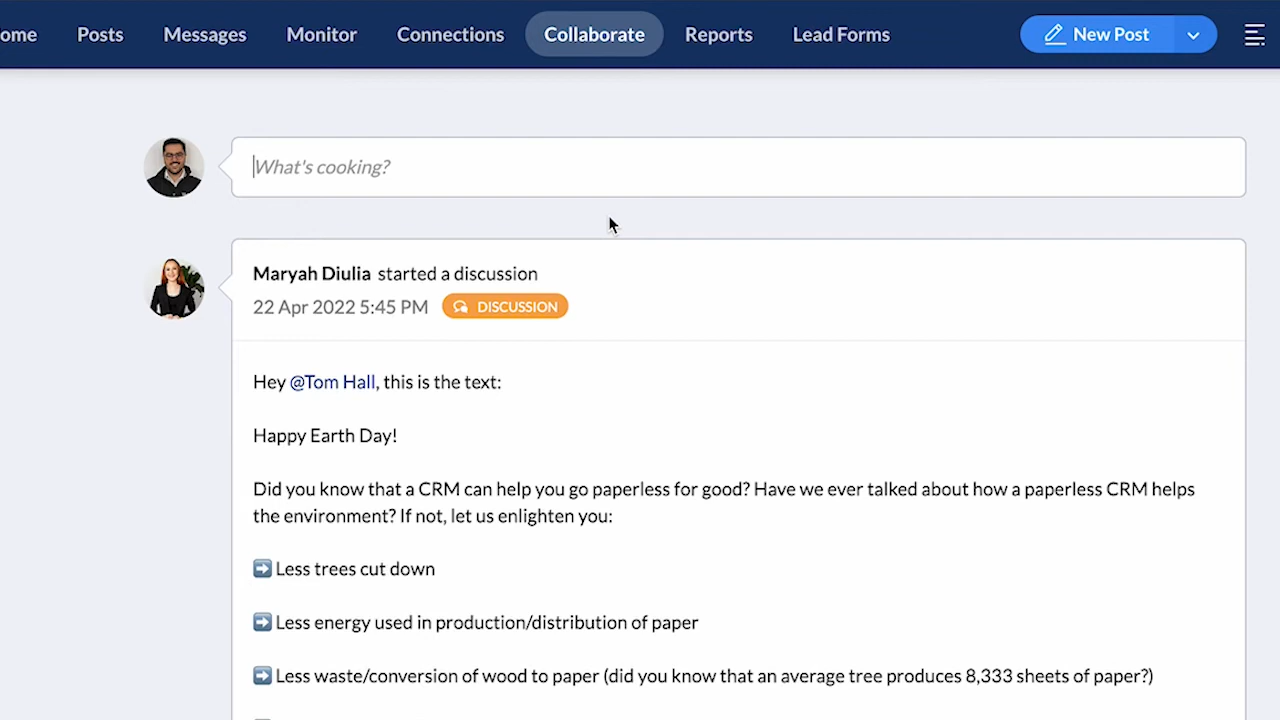 ome Posts Messages Monitor Connections Collaborate Reports Lead Forms New Post
What's cooking?
Maryah Diulia started a discussion
22 Apr 2022 5:45 PM DISCUSSION
Hey @Tom Hall, this is the text:
Happy Earth Day!
Did you know that a CRM can help you go paperless for good? Have we ever talked about how a paperless CRM helps
the environment? If not, let us enlighten you:
➡️ Less trees cut down
➡️ Less energy used in production/distribution of paper
➡️ Less waste/conversion of wood to paper (did you know that an average tree produces 8,333 sheets of paper?)